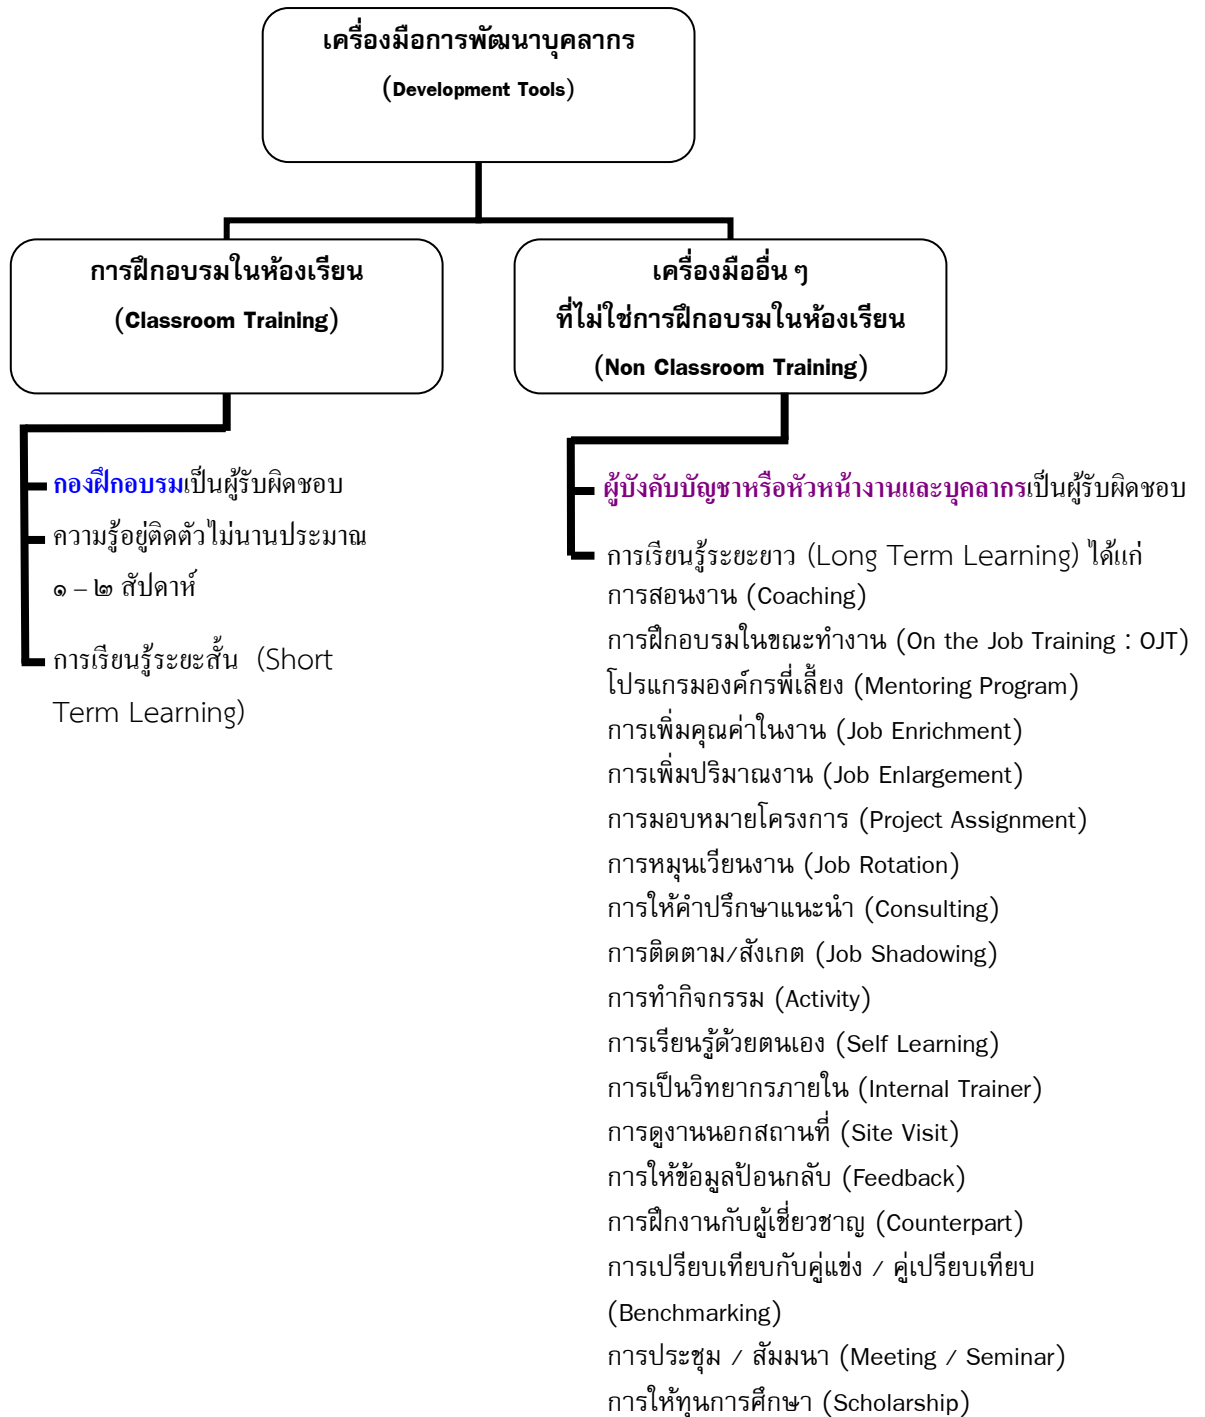 เครื่องมือการพัฒนาบุคลากร
(Development Tools)
การฝึกอบรมในห้องเรียน
(Classroom Training)
เครื่องมืออื่น ๆ
ที่ไม่ใช่การฝึกอบรมในห้องเรียน
(Non Classroom Training)
กองฝึกอบรมเป็นผู้รับผิดชอบ
ความรู้อยู่ติดตัวไม่นานประมาณ
๑ – ๒ สัปดาห์
การเรียนรู้ระยะสั้น (Short
Term Learning)
ผู้บังคับบัญชาหรือหัวหน้างานและบุคลากรเป็นผู้รับผิดชอบ
การเรียนรู้ระยะยาว (Long Term Learning) ได้แก่
การสอนงาน (Coaching)
การฝึกอบรมในขณะทำงาน (On the Job Training : OJT)
โปรแกรมองค์กรพี่เลี้ยง (Mentoring Program)
การเพิ่มคุณค่าในงาน (Job Enrichment)
การเพิ่มปริมาณงาน (Job Enlargement)
การมอบหมายโครงการ (Project Assignment)
การหมุนเวียนงาน (Job Rotation)
การให้คำปรึกษาแนะนำ (Consulting)
การติดตาม/สังเกต (Job Shadowing)
การทำกิจกรรม (Activity)
การเรียนรู้ด้วยตนเอง (Self Learning)
การเป็นวิทยากรภายใน (Internal Trainer)
การดูงานนอกสถานที่ (Site Visit)
การให้ข้อมูลป้อนกลับ (Feedback)
การฝึกงานกับผู้เชี่ยวชาญ (Counterpart)
การเปรียบเทียบกับคู่แข่ง / คู่เปรียบเทียบ
(Benchmarking)
การประชุม / สัมมนา (Meeting / Seminar)
การให้ทุนการศึกษา (Scholarship)